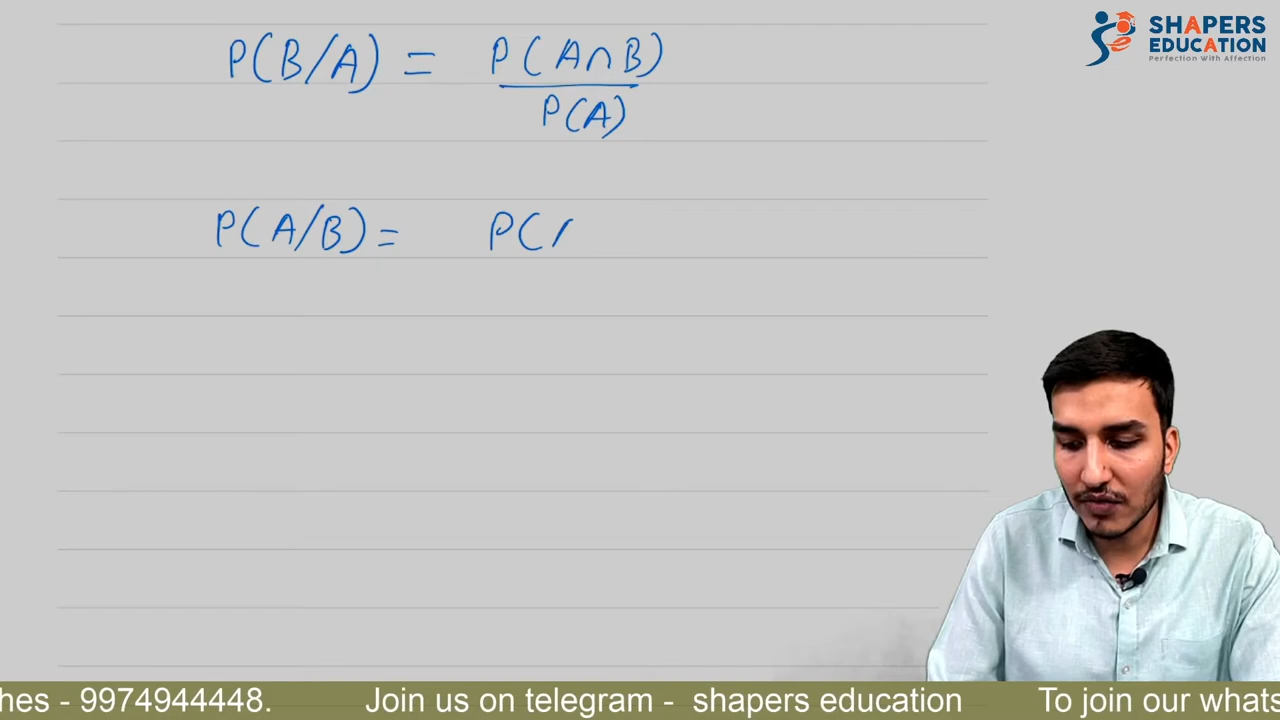 P(B/A) = P(A∩B)
P(A)
P(A/B) = P(
SHAPERS
EDUCATION
Perfection With Affection
hes - 9974944448. Join us on telegram - shapers education To join our whats